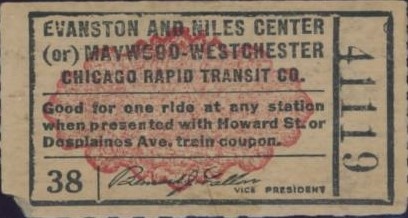 EVANSTON AND NILES CENTER
(or) MAYWOOD-WESTCHESTER
CHICAGO RAPID TRANSIT CO.
Good for one ride at any station
when presented with Howard St. or
Desplaines Ave. train coupon.
38
VICE PRESIDENT
41119